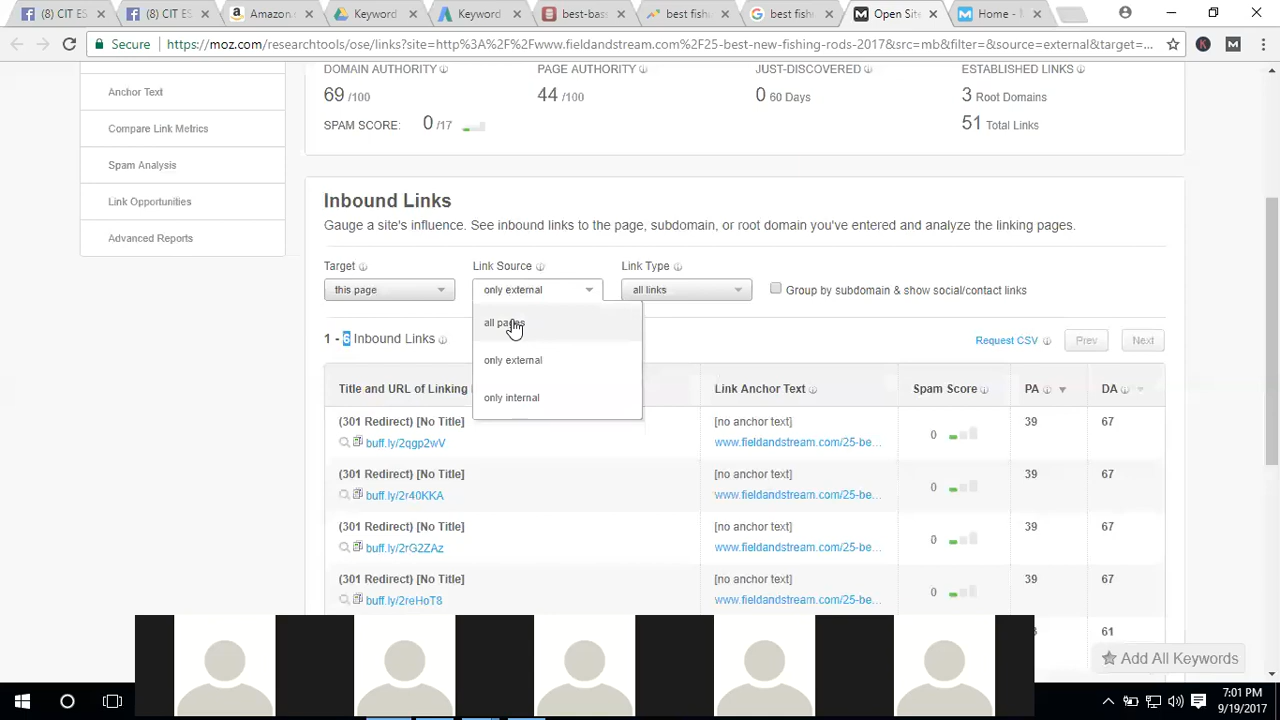 (8) CIT ES
(8) CIT ES
Amazon
Keyword
Keyword
best-bass
best fish
best fish
Open Site
Home -
Secure https://moz.com/researchtools/ose/links?site=http%3A%2F%2Fwww.fieldandstream.com%2F25-best-new-fishing-rods-2017&src=mb&filter=&source=external&target=...
Anchor Text
Compare Link Metrics
Spam Analysis
Link Opportunities
Advanced Reports
DOMAIN AUTHORITY PAGE AUTHORITY JUST-DISCOVERED ESTABLISHED LINKS
69 /100 44 /100 0 60 Days 3 Root Domains
SPAM SCORE: 0 /17 51 Total Links
Inbound Links
Gauge a site's influence. See inbound links to the page, subdomain, or root domain you've entered and analyze the linking pages.
Target Link Source Link Type
this page only external all links Group by subdomain & show social/contact links
all pages
only external
only internal
1 - 6 Inbound Links Request CSV Prev Next
Title and URL of Linking Link Anchor Text Spam Score PA DA
(301 Redirect) [No Title] [no anchor text] 0 39 67
buff.ly/2qgp2wV www.fieldandstream.com/25-be...
(301 Redirect) [No Title] [no anchor text] 0 39 67
buff.ly/2r40KKA www.fieldandstream.com/25-be...
(301 Redirect) [No Title] [no anchor text] 0 39 67
buff.ly/2rG2ZAz www.fieldandstream.com/25-be...
(301 Redirect) [No Title] [no anchor text] 0 39 67
buff.ly/2reHoT8 www.fieldandstream.com/25-be...
61
Add All Keywords
7:01 PM
9/19/2017